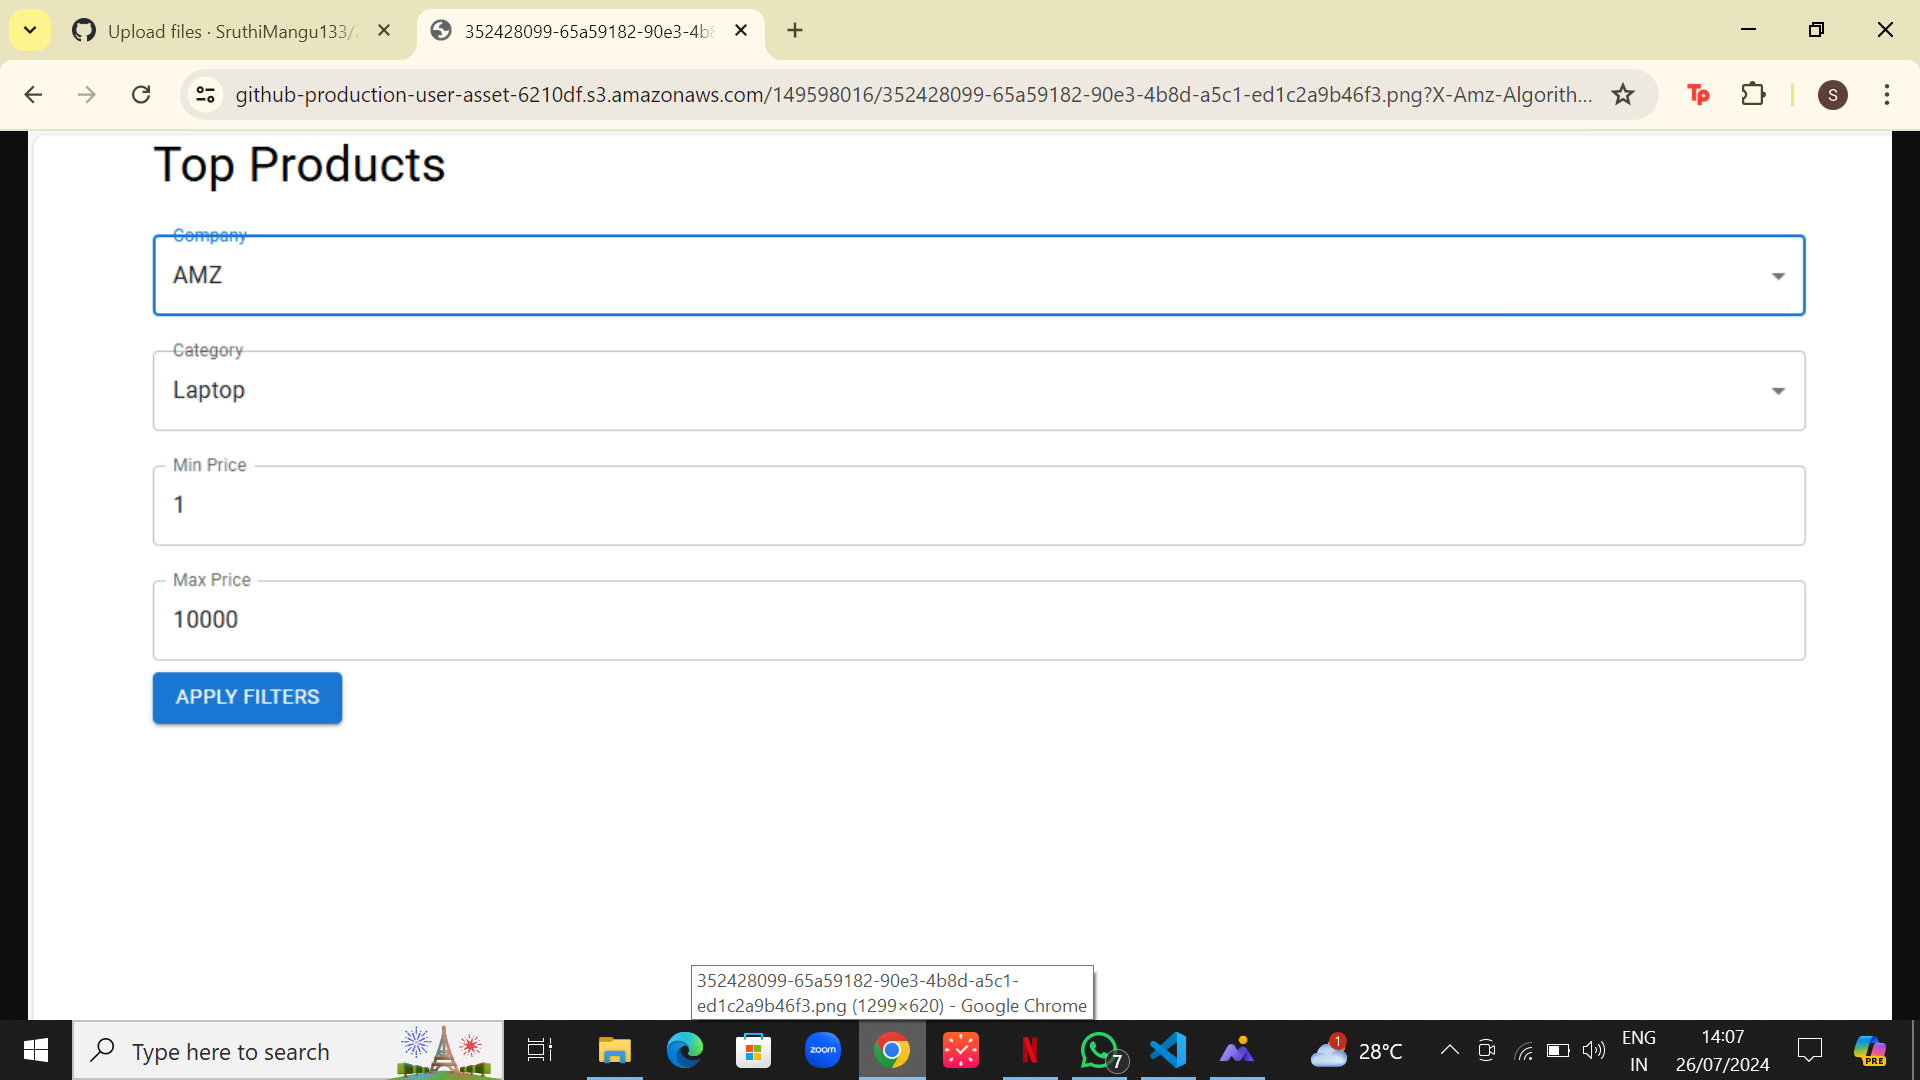 Upload files · SruthiMangu133/
352428099-65a59182-90e3-4b8
github-production-user-asset-6210df.s3.amazonaws.com/149598016/352428099-65a59182-90e3-4b8d-a5c1-ed1c2a9b46f3.png?X-Amz-Algorith...
Tp
S
Top Products
Company
AMZ
Category
Laptop
Min Price
1
Max Price
10000
APPLY FILTERS
352428099-65a59182-90e3-4b8d-a5c1-
ed1c2a9b46f3.png (1299×620) - Google Chrome
Type here to search
zoom
N
7
1
28°C
ENG
IN
14:07
26/07/2024
PRE